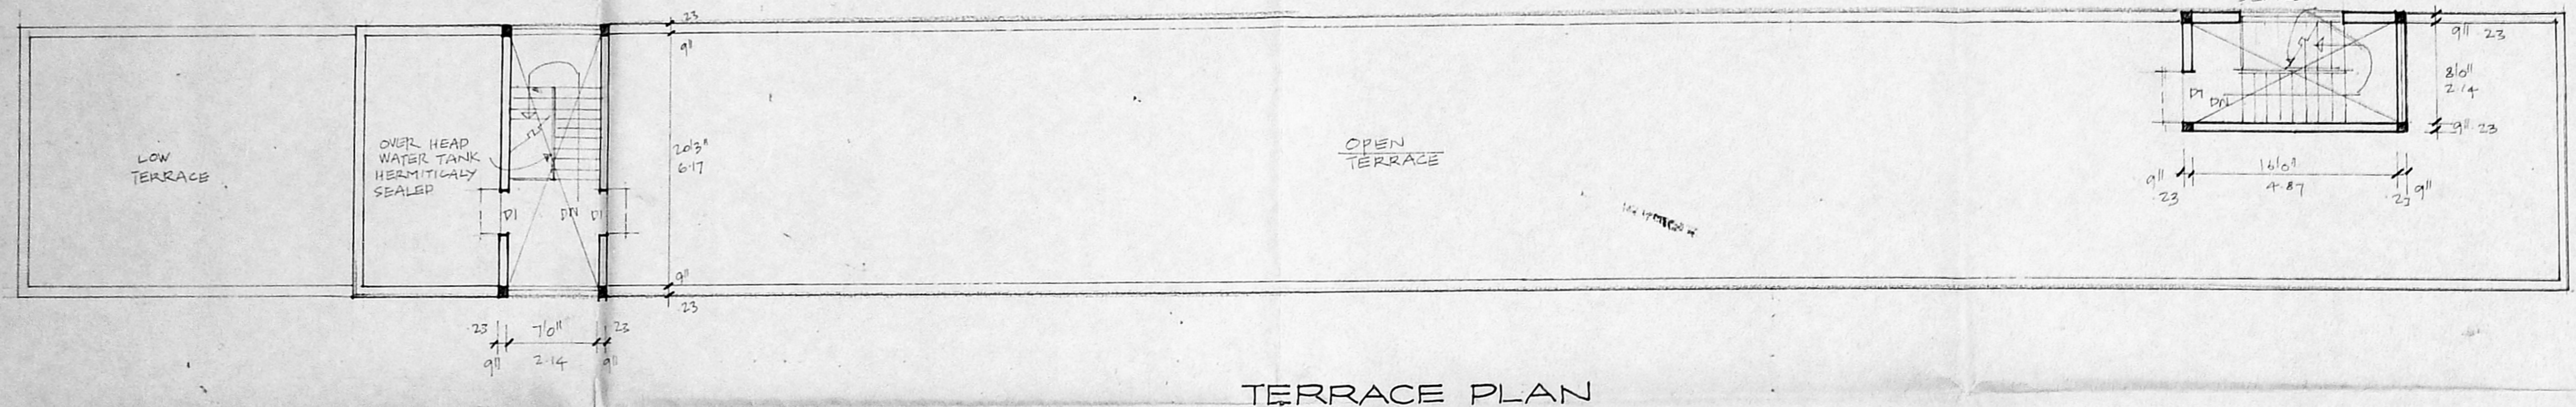 LOW
TERRACE
OVER HEAD
WATER TANK
HERMITICALY
SEALED
D1
DN
D1
.23
9"
20'3"
6.17
9"
.23
.23
7'0"
.23
9"
2.14
9"
OPEN
TERRACE
D1
DN
9" .23
8'0"
2.14
9" .23
9"
.23
16'0"
4.87
.23
9"
TERRACE PLAN